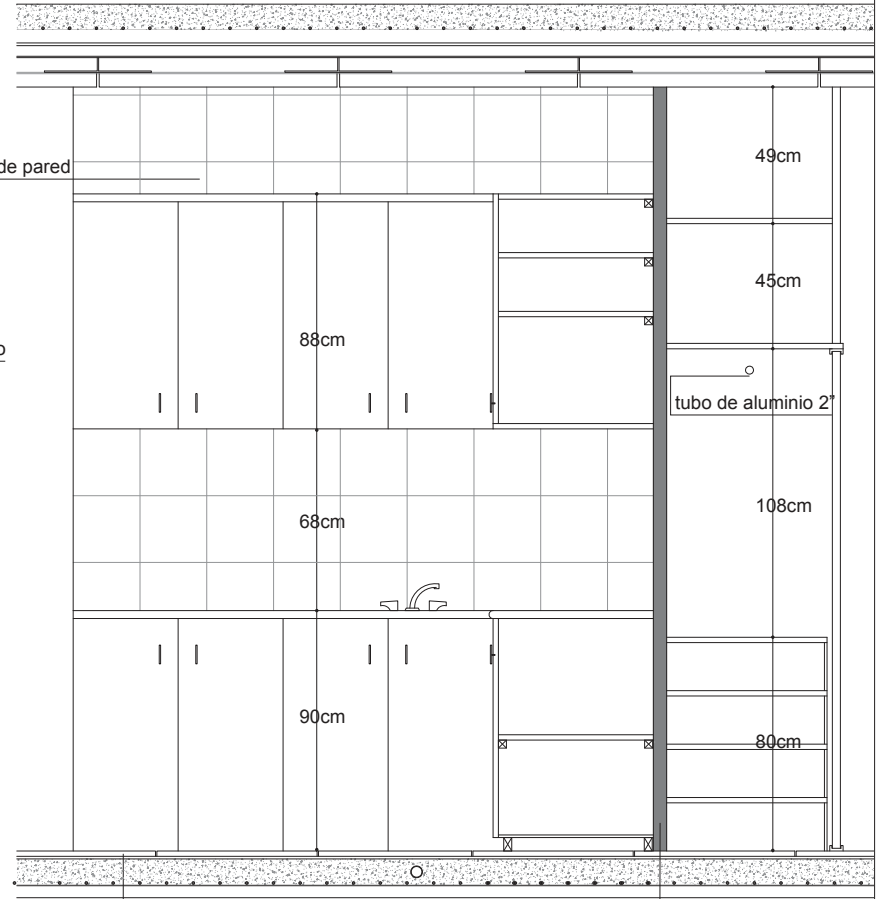 de pared
49cm
45cm
88cm
o
tubo de aluminio 2”
108cm
68cm
90cm
80cm